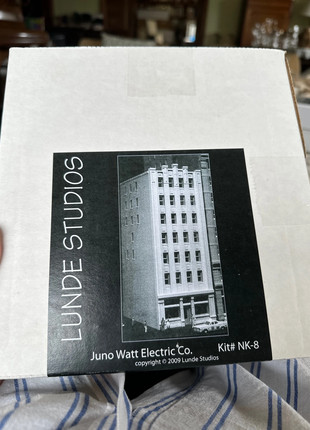 LUNDE STUDIOS
Juno Watt Electric Co. Kit# NK-8
copyright © 2009 Lunde Studios